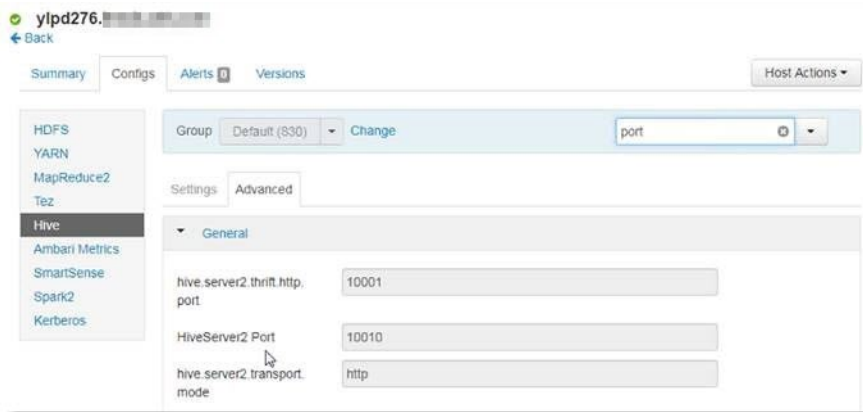 ylpd276.
Back
Summary Configs Alerts 0 Versions Host Actions
HDFS
YARN
MapReduce2
Tez
Hive
Ambari Metrics
SmartSense
Spark2
Kerberos
Group Default (830) Change port
Settings Advanced
General
hive.server2.thrift.http.
port
10001
HiveServer2 Port 10010
hive.server2.transport.
mode
http